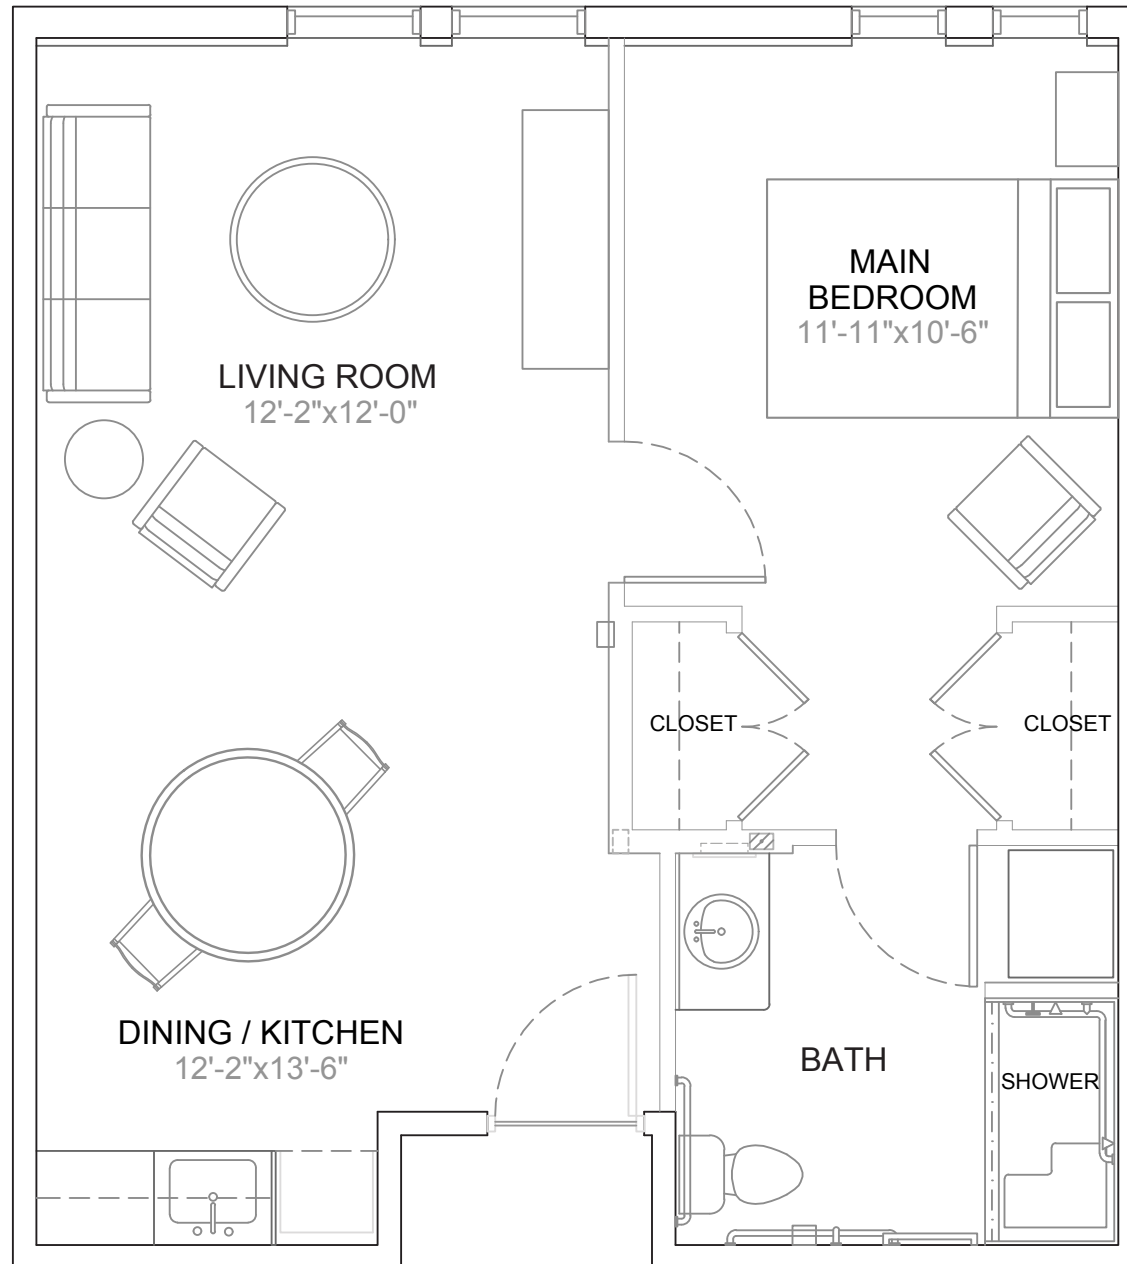 MAIN
BEDROOM
11'-11"x10'-6"
LIVING ROOM
12'-2"x12'-0"
CLOSET
CLOSET
DINING / KITCHEN
12'-2"x13'-6"
BATH
SHOWER